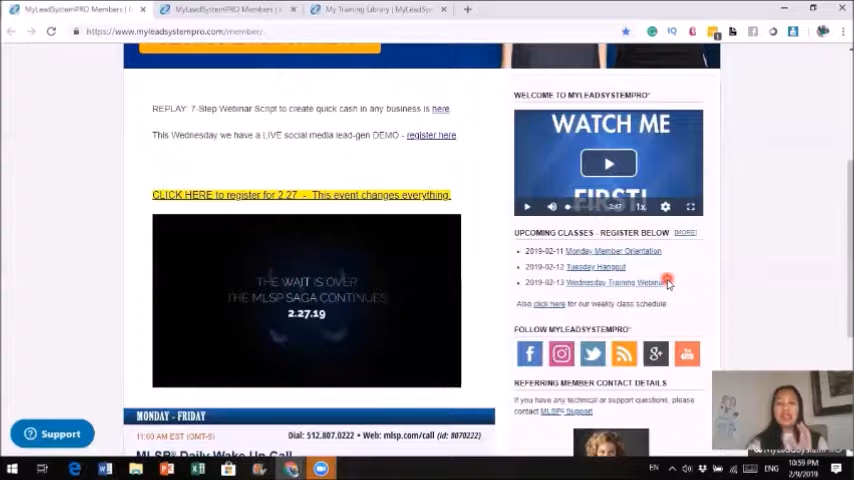 MyLeadSystemPRO Members |
MyLeadSystemPRO Members |
My Training Library | MyLeadSys
https://www.myleadsystempro.com/member/
WELCOME TO MYLEADSYSTEMPRO®
REPLAY: 7-Step Webinar Script to create quick cash in any business is here
This Wednesday we have a LIVE social media lead-gen DEMO - register here
WATCH ME
FIRST!
2:47
1x
CLICK HERE to register for 2.27 - This event changes everything.
UPCOMING CLASSES - REGISTER BELOW [MORE]
2019-02-11 Monday Member Orientation
2019-02-12 Tuesday Hangout
2019-02-13 Wednesday Training Webinar
Also click here for our weekly class schedule
THE WAIT IS OVER
THE MLSP SAGA CONTINUES
2.27.19
FOLLOW MYLEADSYSTEMPRO®
REFERRING MEMBER CONTACT DETAILS
If you have any technical or support questions, please
contact MLSP® Support
MONDAY - FRIDAY
11:00 AM EST (GMT-5)
Dial: 512.807.0222 • Web: mlsp.com/call (id: 8070222)
MLSP® Daily Wake Up Call
Support
EN
ENG
10:59 PM
2/9/2019